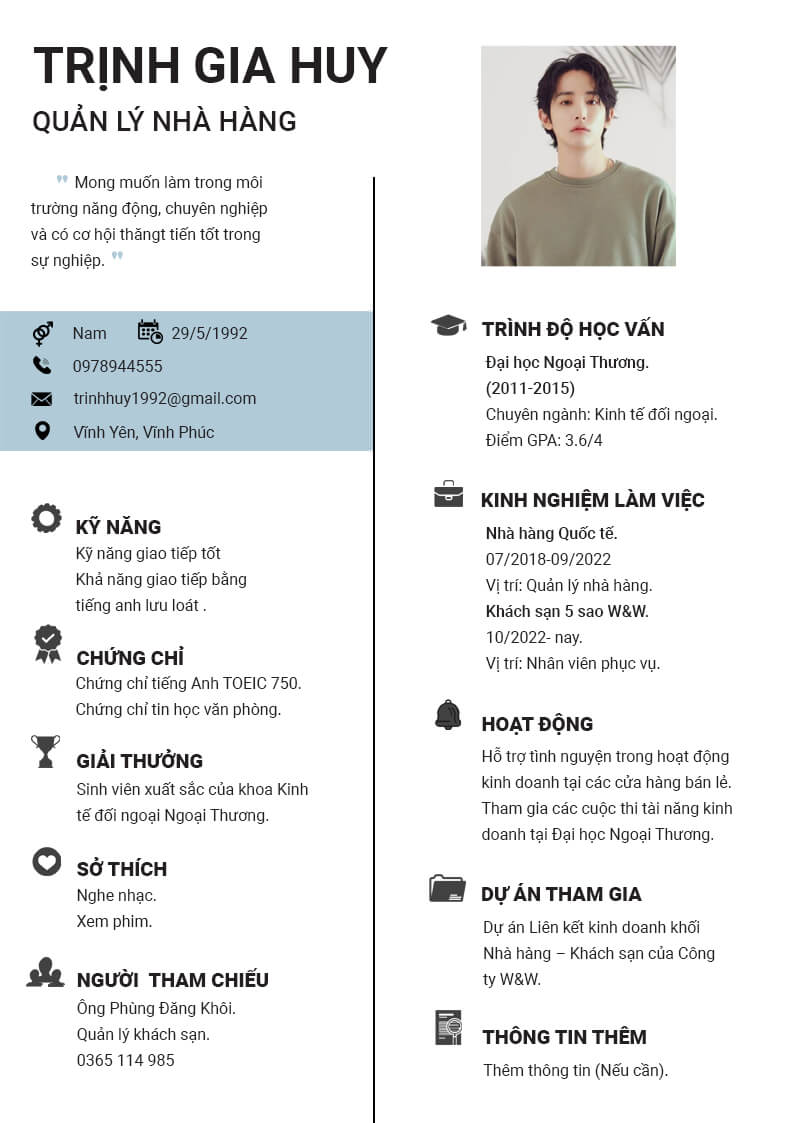 TRỊNH GIA HUY
QUẢN LÝ NHÀ HÀNG
" Mong muốn làm trong môi
trường năng động, chuyên nghiệp
và có cơ hội thăngt tiến tốt trong
sự nghiệp. "
Nam 29/5/1992
0978944555
trinhhuy1992@gmail.com
Vĩnh Yên, Vĩnh Phúc
KỸ NĂNG
Kỹ năng giao tiếp tốt
Khả năng giao tiếp bằng
tiếng anh lưu loát .
CHỨNG CHỈ
Chứng chỉ tiếng Anh TOEIC 750.
Chứng chỉ tin học văn phòng.
GIẢI THƯỞNG
Sinh viên xuất sắc của khoa Kinh
tế đối ngoại Ngoại Thương.
SỞ THÍCH
Nghe nhạc.
Xem phim.
NGƯỜI THAM CHIẾU
Ông Phùng Đăng Khôi.
Quản lý khách sạn.
0365 114 985
TRÌNH ĐỘ HỌC VẤN
Đại học Ngoại Thương.
(2011-2015)
Chuyên ngành: Kinh tế đối ngoại.
Điểm GPA: 3.6/4
KINH NGHIỆM LÀM VIỆC
Nhà hàng Quốc tế.
07/2018-09/2022
Vị trí: Quản lý nhà hàng.
Khách sạn 5 sao W&W.
10/2022- nay.
Vị trí: Nhân viên phục vụ.
HOẠT ĐỘNG
Hỗ trợ tình nguyện trong hoạt động
kinh doanh tại các cửa hàng bán lẻ.
Tham gia các cuộc thi tài năng kinh
doanh tại Đại học Ngoại Thương.
DỰ ÁN THAM GIA
Dự án Liên kết kinh doanh khối
Nhà hàng – Khách sạn của Công
ty W&W.
THÔNG TIN THÊM
Thêm thông tin (Nếu cần).